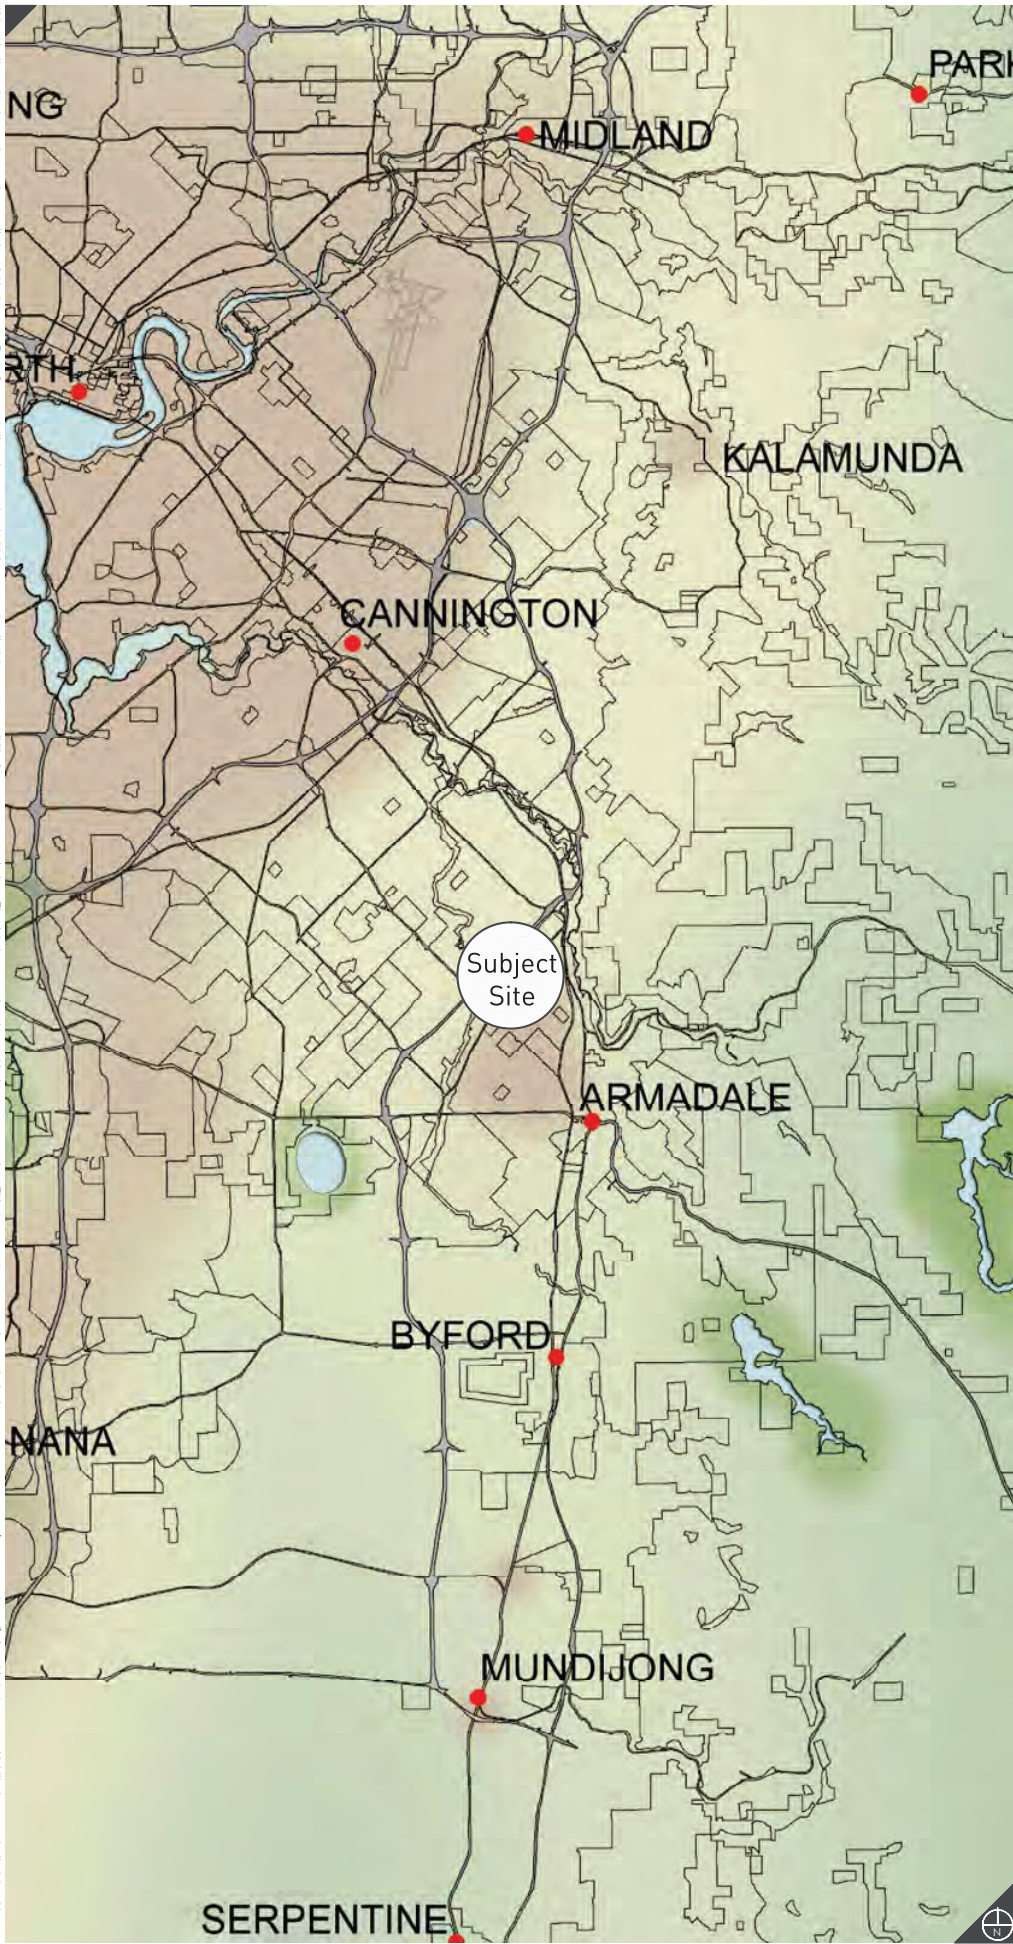 PARK
NG
MIDLAND
RTH
KALAMUNDA
CANNINGTON
Subject
Site
ARMADALE
BYFORD
NANA
MUNDIJONG
SERPENTINE
N